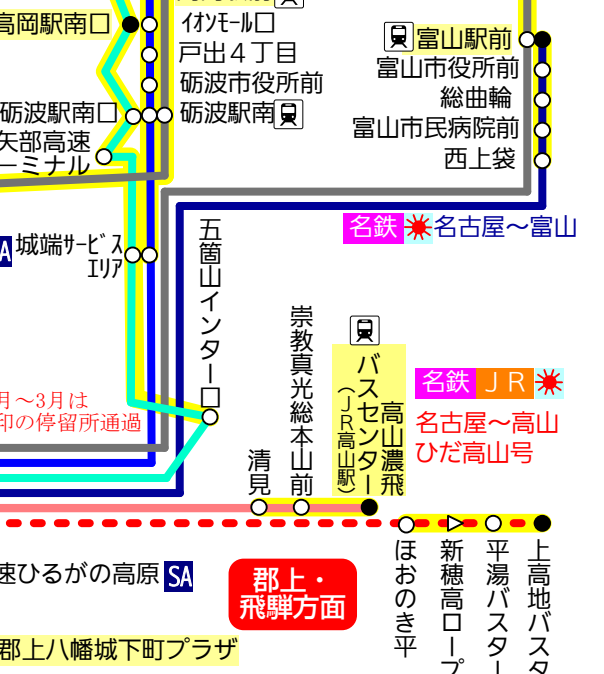 高岡駅南口
イオンモール口
戸出４丁目
砺波市役所前
砺波駅南口
砺波駅南
矢部高速
ーミナル
富山駅前
富山市役所前
総曲輪
富山市民病院前
西上袋
名鉄
名古屋～富山
城端サービス
エリア
五箇山インター口
月～3月は
印の停留所通過
清見
崇教真光総本山前
高山濃飛
バスセンター
（ＪＲ高山駅）
名鉄 ＪＲ
名古屋～高山
ひだ高山号
速ひるがの高原 SA
郡上・
飛騨方面
ほおのき平
新穂高ロープ
平湯バスター
上高地バスタ
郡上八幡城下町プラザ